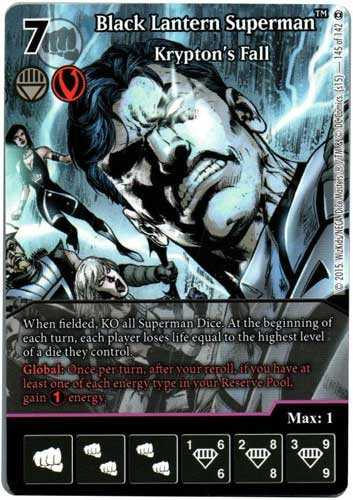 7
Black Lantern Superman™
Krypton's Fall
When fielded, KO all Superman Dice. At the beginning
of each turn, each player loses life equal to the highest level
of a die they control.
Global: Once per turn, after your reroll, if you have at
least one of each energy type in your Reserve Pool,
gain 1 energy.
Max: 1
1 6 6
2 8 8
3 9 9
145 of 142